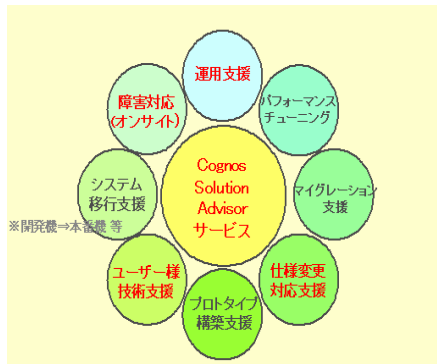 運用支援
障害対応
(オンサイト)
パフォーマンス
チューニング
Cognos
Solution
Advisor
サービス
システム
移行支援
マイグレーション
支援
※開発機⇒本番機 等
ユーザー様
技術支援
仕様変更
対応支援
プロトタイプ
構築支援